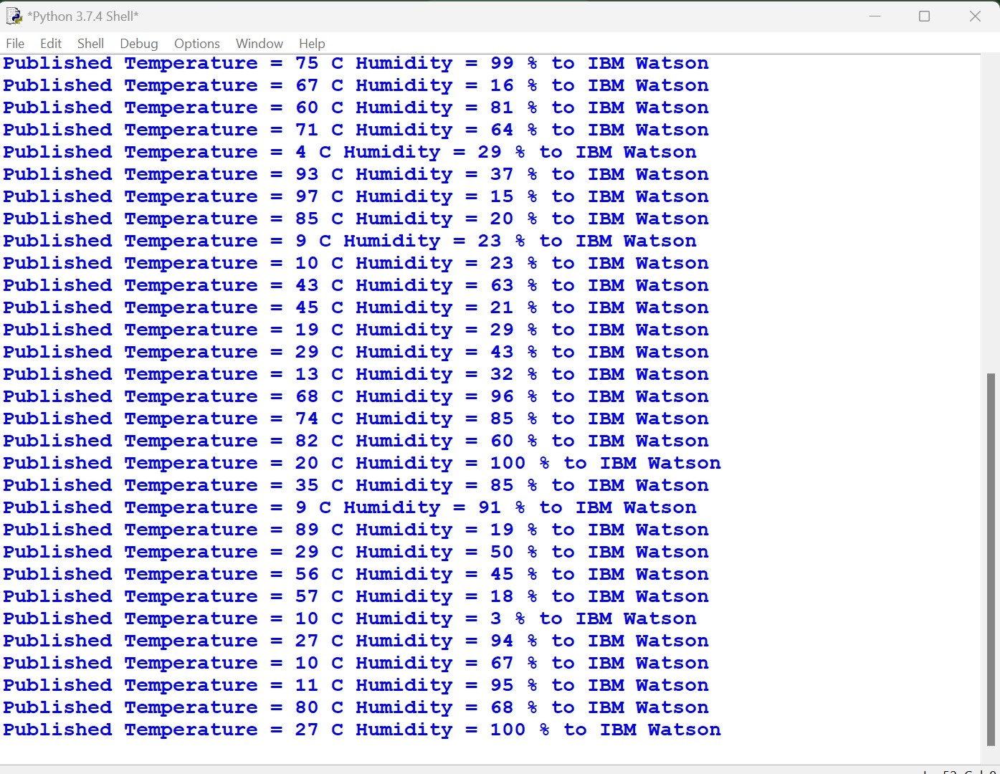 *Python 3.7.4 Shell*
File Edit Shell Debug Options Window Help
Published Temperature = 75 C Humidity = 99 % to IBM Watson
Published Temperature = 67 C Humidity = 16 % to IBM Watson
Published Temperature = 60 C Humidity = 81 % to IBM Watson
Published Temperature = 71 C Humidity = 64 % to IBM Watson
Published Temperature = 4 C Humidity = 29 % to IBM Watson
Published Temperature = 93 C Humidity = 37 % to IBM Watson
Published Temperature = 97 C Humidity = 15 % to IBM Watson
Published Temperature = 85 C Humidity = 20 % to IBM Watson
Published Temperature = 9 C Humidity = 23 % to IBM Watson
Published Temperature = 10 C Humidity = 23 % to IBM Watson
Published Temperature = 43 C Humidity = 63 % to IBM Watson
Published Temperature = 45 C Humidity = 21 % to IBM Watson
Published Temperature = 19 C Humidity = 29 % to IBM Watson
Published Temperature = 29 C Humidity = 43 % to IBM Watson
Published Temperature = 13 C Humidity = 32 % to IBM Watson
Published Temperature = 68 C Humidity = 96 % to IBM Watson
Published Temperature = 74 C Humidity = 85 % to IBM Watson
Published Temperature = 82 C Humidity = 60 % to IBM Watson
Published Temperature = 20 C Humidity = 100 % to IBM Watson
Published Temperature = 35 C Humidity = 85 % to IBM Watson
Published Temperature = 9 C Humidity = 91 % to IBM Watson
Published Temperature = 89 C Humidity = 19 % to IBM Watson
Published Temperature = 29 C Humidity = 50 % to IBM Watson
Published Temperature = 56 C Humidity = 45 % to IBM Watson
Published Temperature = 57 C Humidity = 18 % to IBM Watson
Published Temperature = 10 C Humidity = 3 % to IBM Watson
Published Temperature = 27 C Humidity = 94 % to IBM Watson
Published Temperature = 10 C Humidity = 67 % to IBM Watson
Published Temperature = 11 C Humidity = 95 % to IBM Watson
Published Temperature = 80 C Humidity = 68 % to IBM Watson
Published Temperature = 27 C Humidity = 100 % to IBM Watson